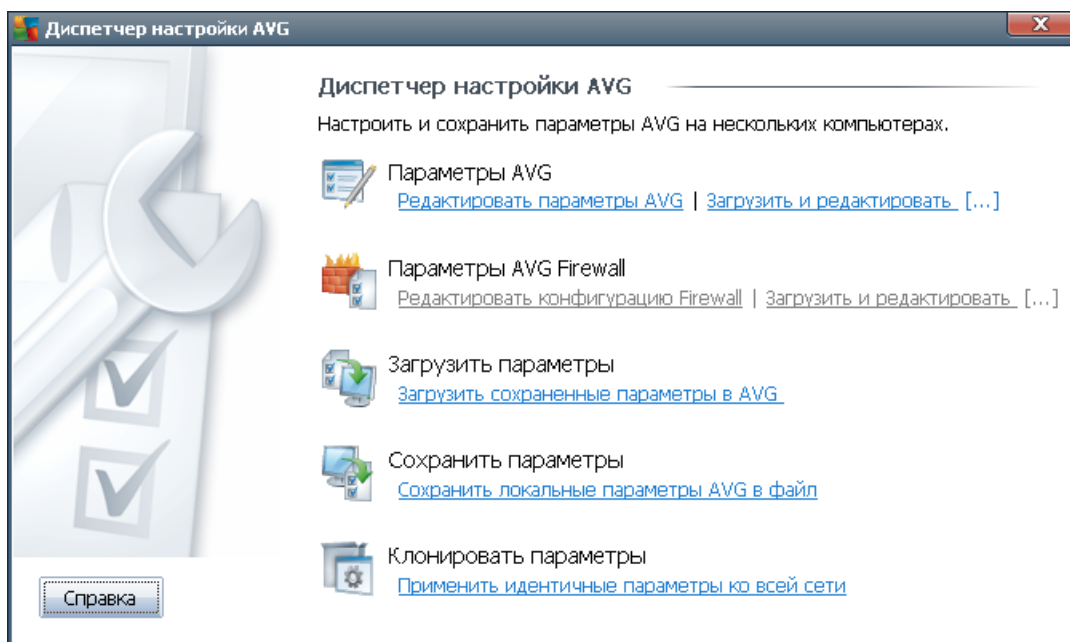 Диспетчер настройки AVG
Диспетчер настройки AVG
Настроить и сохранить параметры AVG на нескольких компьютерах.
Параметры AVG
Редактировать параметры AVG | Загрузить и редактировать [...]
Параметры AVG Firewall
Редактировать конфигурацию Firewall | Загрузить и редактировать [...]
Загрузить параметры
Загрузить сохраненные параметры в AVG
Сохранить параметры
Сохранить локальные параметры AVG в файл
Клонировать параметры
Применить идентичные параметры ко всей сети
Справка